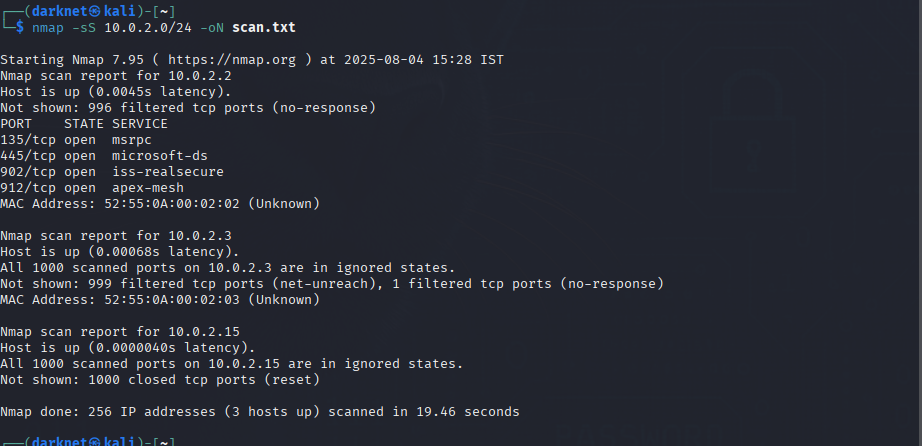 ┌──(darknet㉿kali)-[~]
└─$ nmap -sS 10.0.2.0/24 -oN scan.txt
Starting Nmap 7.95 ( https://nmap.org ) at 2025-08-04 15:28 IST
Nmap scan report for 10.0.2.2
Host is up (0.0045s latency).
Not shown: 996 filtered tcp ports (no-response)
PORT    STATE SERVICE
135/tcp open  msrpc
445/tcp open  microsoft-ds
902/tcp open  iss-realsecure
912/tcp open  apex-mesh
MAC Address: 52:55:0A:00:02:02 (Unknown)
Nmap scan report for 10.0.2.3
Host is up (0.00068s latency).
All 1000 scanned ports on 10.0.2.3 are in ignored states.
Not shown: 999 filtered tcp ports (net-unreach), 1 filtered tcp ports (no-response)
MAC Address: 52:55:0A:00:02:03 (Unknown)
Nmap scan report for 10.0.2.15
Host is up (0.0000040s latency).
All 1000 scanned ports on 10.0.2.15 are in ignored states.
Not shown: 1000 closed tcp ports (reset)
Nmap done: 256 IP addresses (3 hosts up) scanned in 19.46 seconds
┌──(darknet㉿kali)-[~]